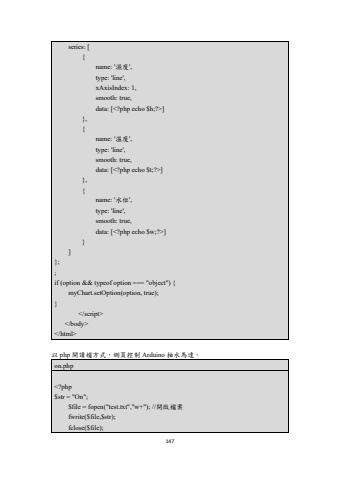 series: [
{
name: '濕度',
type: 'line',
xAxisIndex: 1,
smooth: true,
data: [<?php echo $h;?>]
},
{
name: '溫度',
type: 'line',
smooth: true,
data: [<?php echo $t;?>]
},
{
name: '水位',
type: 'line',
smooth: true,
data: [<?php echo $w;?>]
}
]
};
;
if (option && typeof option === "object") {
myChart.setOption(option, true);
}
</script>
</body>
</html>
以 php 開讀檔方式，網頁控制 Arduino 抽水馬達。
on.php
<?php
$str = "On";
$file = fopen("test.txt","w+"); //開啟檔案
fwrite($file,$str);
fclose($file);
147